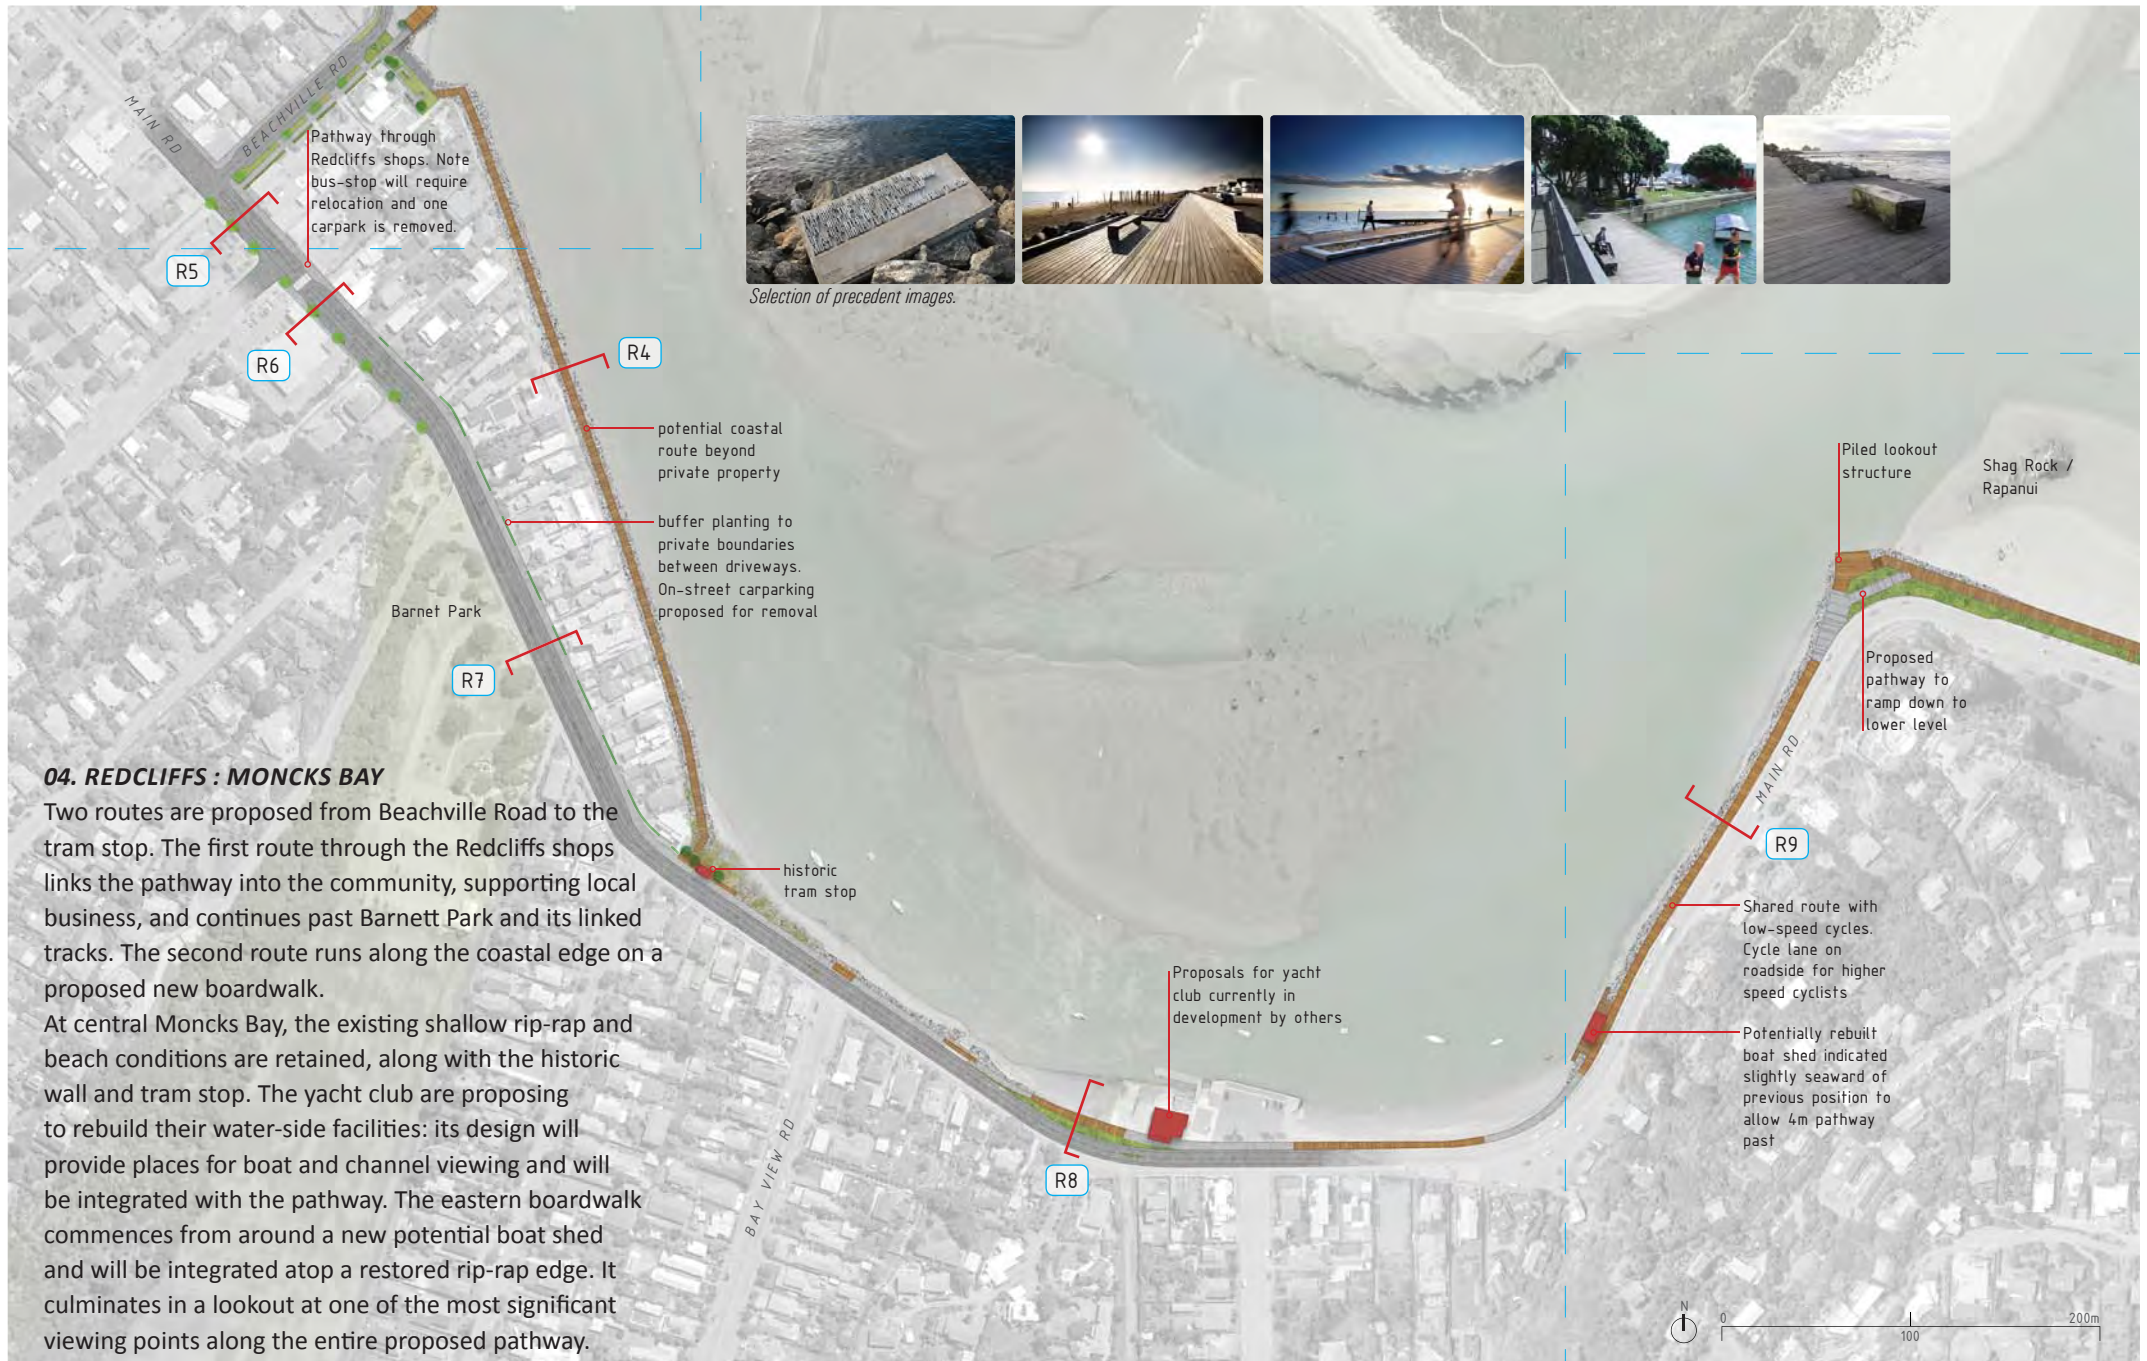 MAIN RD
BEACHVILLE RD
Pathway through
Redcliffs shops. Note
bus-stop will require
relocation and one
carpark is removed.
R5
R6
Selection of precedent images.
R4
potential coastal
route beyond
private property
buffer planting to
private boundaries
between driveways.
On-street carparking
proposed for removal
Barnet Park
R7
Piled lookout
structure
Shag Rock /
Rapanui
Proposed
pathway to
ramp down to
lower level
MAIN RD
R9
historic
tram stop
Shared route with
low-speed cycles.
Cycle lane on
roadside for higher
speed cyclists
Proposals for yacht
club currently in
development by others
Potentially rebuilt
boat shed indicated
slightly seaward of
previous position to
allow 4m pathway
past
BAY VIEW RD
R8
04. REDCLIFFS : MONCKS BAY
Two routes are proposed from Beachville Road to the
tram stop. The first route through the Redcliffs shops
links the pathway into the community, supporting local
business, and continues past Barnett Park and its linked
tracks. The second route runs along the coastal edge on a
proposed new boardwalk.
At central Moncks Bay, the existing shallow rip-rap and
beach conditions are retained, along with the historic
wall and tram stop. The yacht club are proposing
to rebuild their water-side facilities: its design will
provide places for boat and channel viewing and will
be integrated with the pathway. The eastern boardwalk
commences from around a new potential boat shed
and will be integrated atop a restored rip-rap edge. It
culminates in a lookout at one of the most significant
viewing points along the entire proposed pathway.
N
0
100
200m